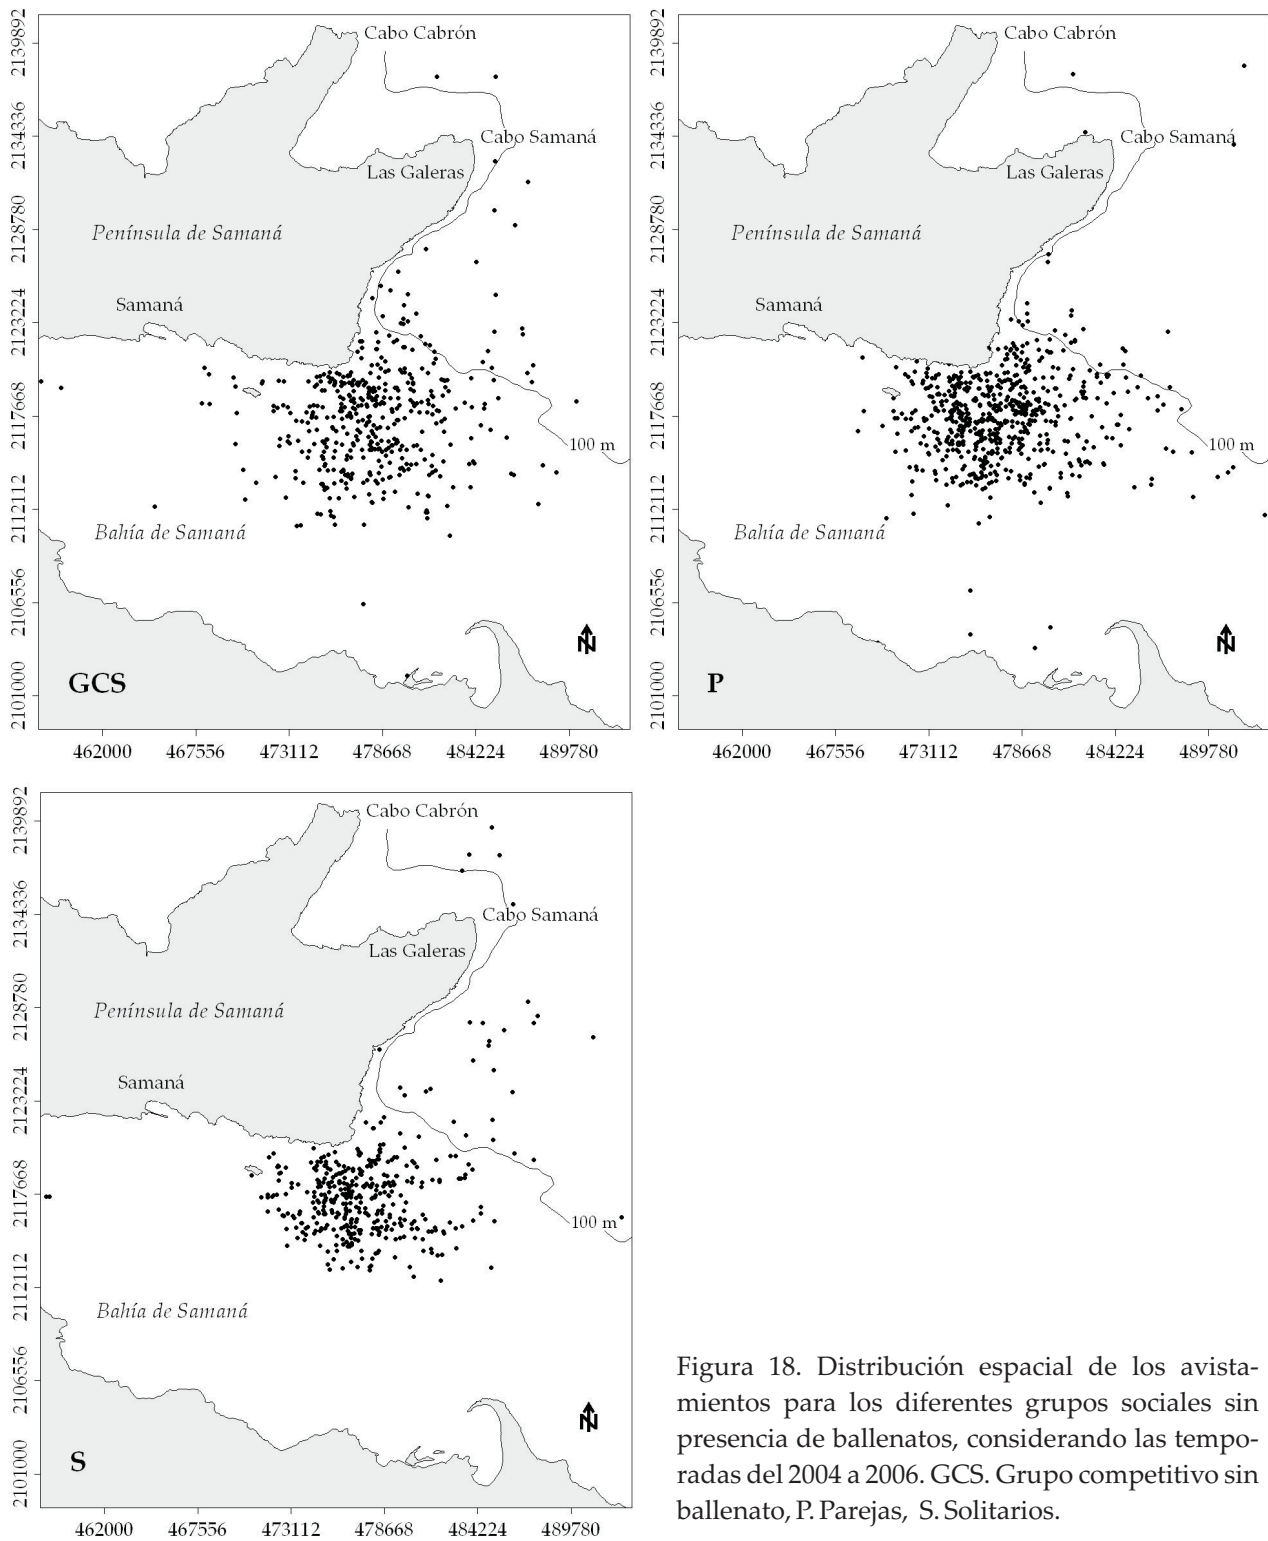 2139892
2134336
2128780
2123224
2117668
2112112
2106556
2101000
Cabo Cabrón
Cabo Samaná
Las Galeras
Península de Samaná
Samaná
100 m
Bahía de Samaná
N
GCS
462000 467556 473112 478668 484224 489780
2139892
2134336
2128780
2123224
2117668
2112112
2106556
2101000
Cabo Cabrón
Cabo Samaná
Las Galeras
Península de Samaná
Samaná
100 m
Bahía de Samaná
N
P
462000 467556 473112 478668 484224 489780
2139892
2134336
2128780
2123224
2117668
2112112
2106556
2101000
Cabo Cabrón
Cabo Samaná
Las Galeras
Península de Samaná
Samaná
100 m
Bahía de Samaná
N
S
462000 467556 473112 478668 484224 489780
Figura 18. Distribución espacial de los avista-
mientos para los diferentes grupos sociales sin
presencia de ballenatos, considerando las tempo-
radas del 2004 a 2006. GCS. Grupo competitivo sin
ballenato, P. Parejas, S. Solitarios.